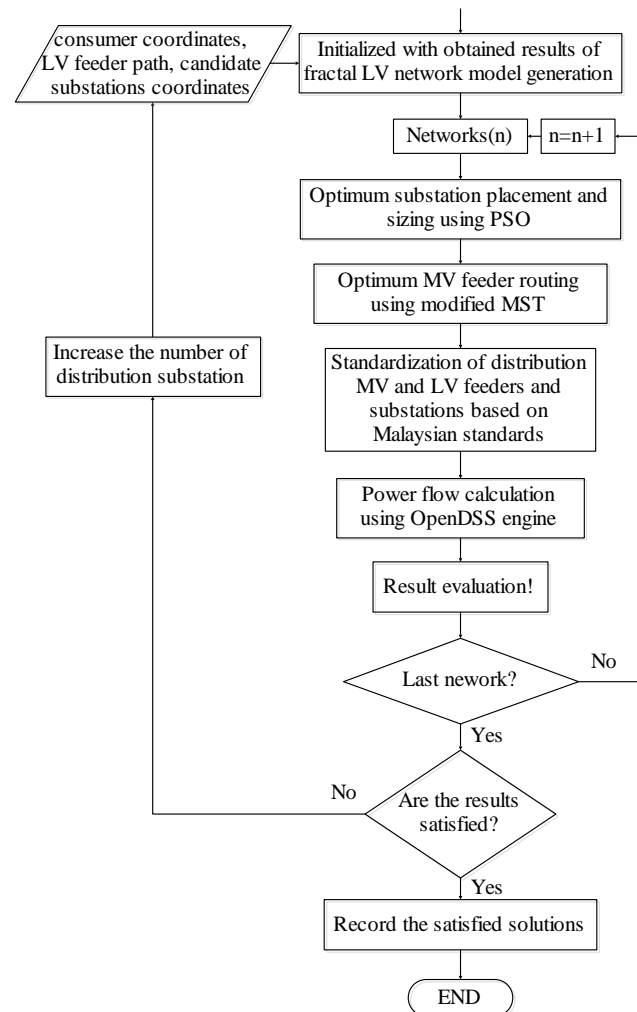 consumer coordinates,
LV feeder path, candidate
substations coordinates
Initialized with obtained results of
fractal LV network model generation
Networks(n)
n=n+1
Optimum substation placement and
sizing using PSO
Optimum MV feeder routing
using modified MST
Increase the number of
distribution substation
Standardization of distribution
MV and LV feeders and
substations based on
Malaysian standards
Power flow calculation
using OpenDSS engine
Result evaluation!
Last nework?
No
Yes
No
Are the results
satisfied?
Yes
Record the satisfied solutions
END